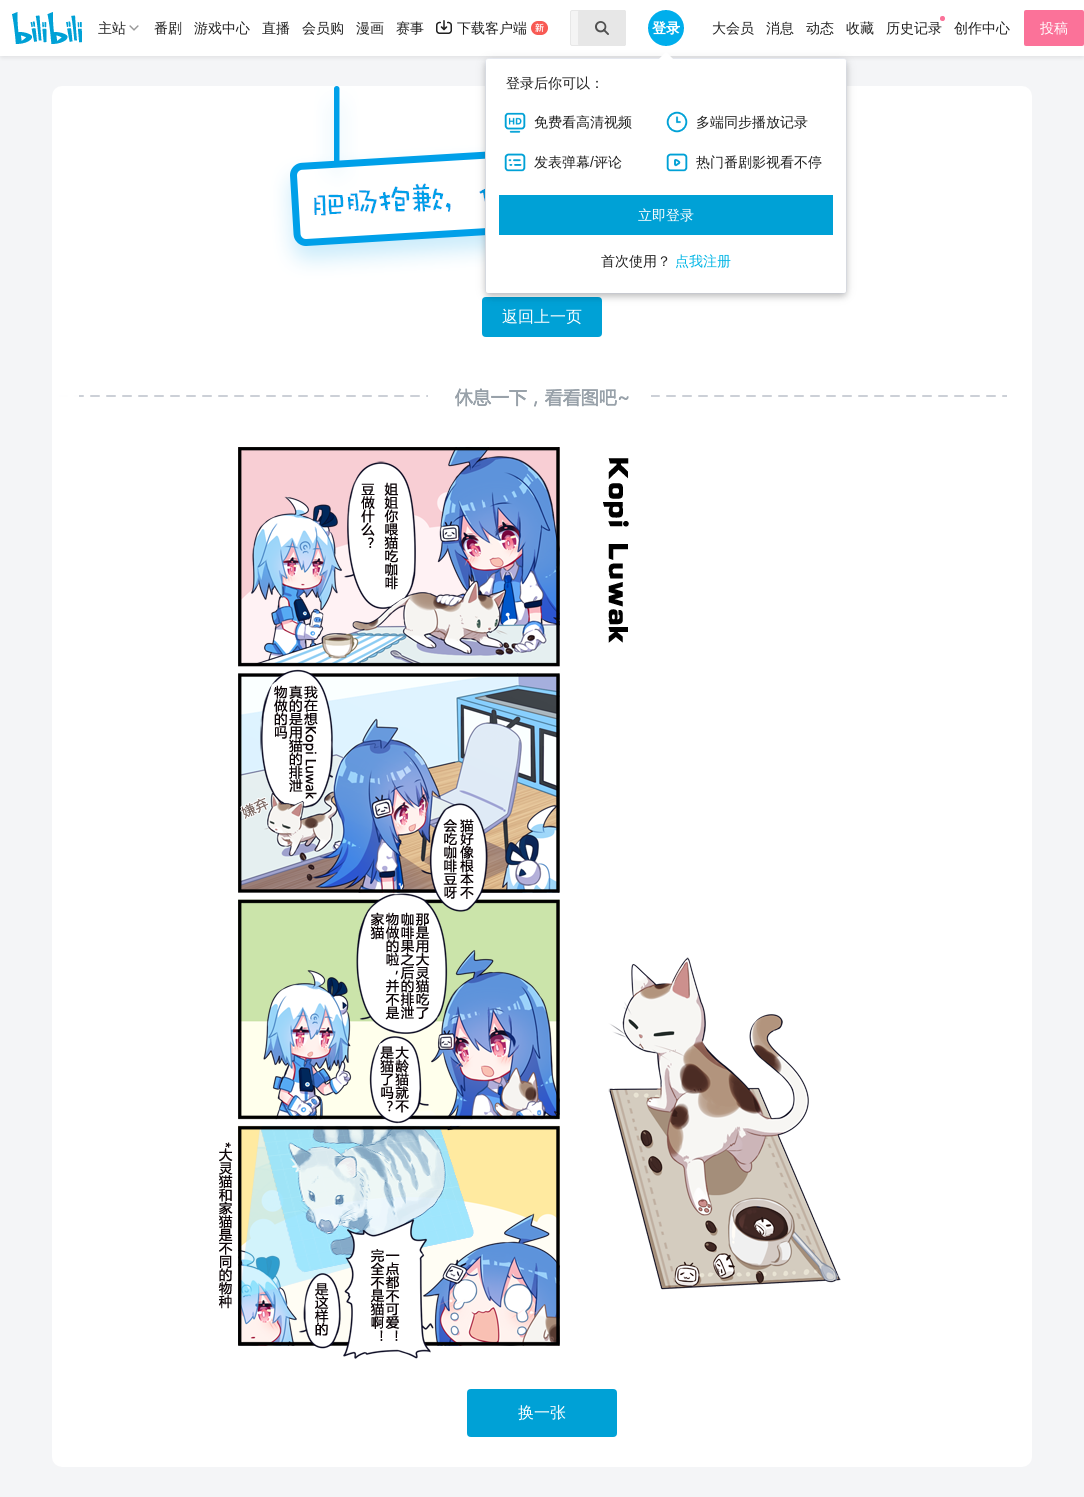 bilibili 主站 番剧 游戏中心 直播 会员购 漫画 赛事 下载客户端 新 登录 大会员 消息 动态 收藏 历史记录 创作中心 投稿
登录后你可以：
HD 免费看高清视频 多端同步播放记录
发表弹幕/评论 热门番剧影视看不停
立即登录
首次使用？ 点我注册
肥肠抱歉，
返回上一页
休息一下，看看图吧~
Kopi Luwak
姐姐你喂猫吃咖啡
豆做什么？
我在想Kopi Luwak
真的是用猫的排泄
物做的吗
嫌弃
猫好像根本不
会吃咖啡豆呀
那是用大灵猫吃了
咖啡果之后的排泄
物做的啦，并不是
家猫
大龄猫就不
是猫了吗？
一点都不可爱！
完全不是猫啊！
是这样的
*大灵猫和家猫是不同的物种
换一张